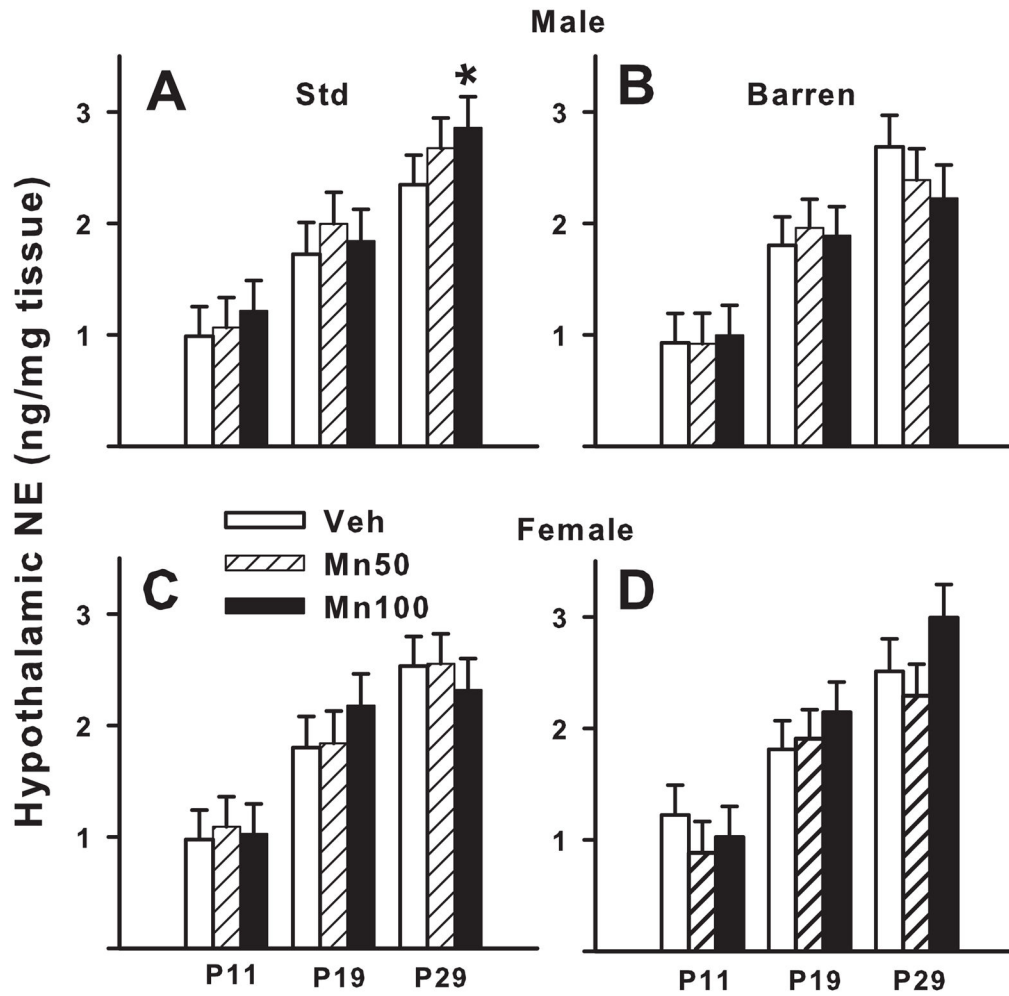 Male
A
Std
*
B
Barren
3
2
1
3
2
1
Hypothalamic NE (ng/mg tissue)
Veh
Mn50
Mn100
Female
C
D
3
2
1
3
2
1
P11 P19 P29
P11 P19 P29